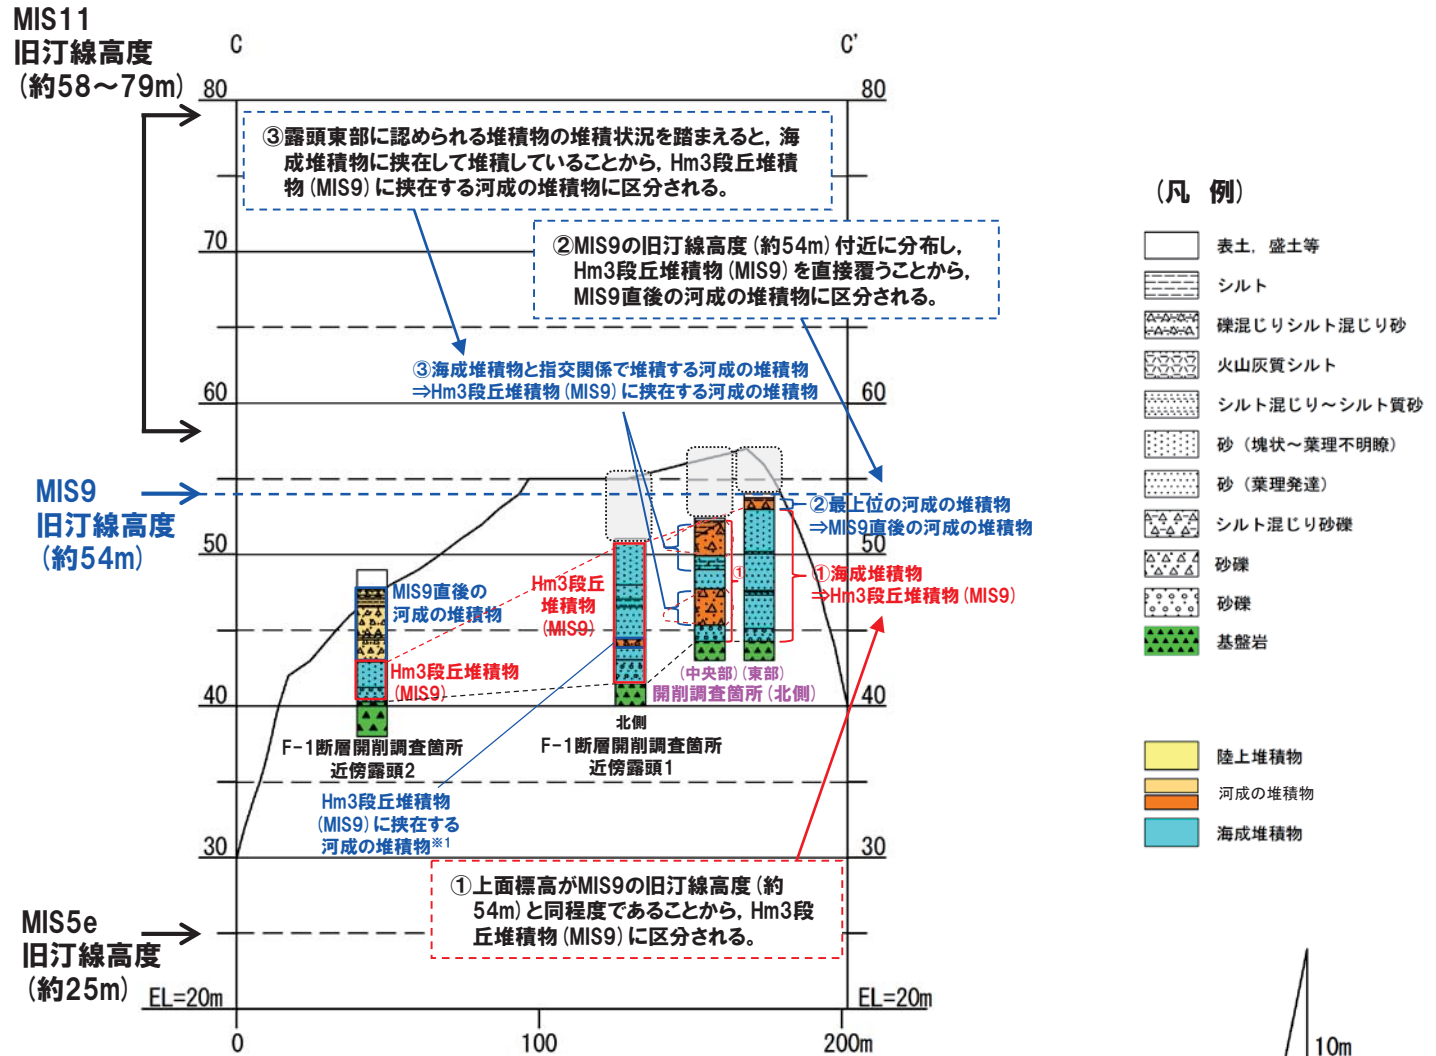 MIS11
旧汀線高度
(約58～79m)
C
C'
80
80
③露頭東部に認められる堆積物の堆積状況を踏まえると，海
成堆積物に挟在して堆積していることから，Hm3段丘堆積
物(MIS9)に挟在する河成の堆積物に区分される。
70
②MIS9の旧汀線高度(約54m)付近に分布し，
Hm3段丘堆積物(MIS9)を直接覆うことから，
MIS9直後の河成の堆積物に区分される。
③海成堆積物と指交関係で堆積する河成の堆積物
⇒Hm3段丘堆積物(MIS9)に挟在する河成の堆積物
60
60
MIS9
旧汀線高度
(約54m)
②最上位の河成の堆積物
⇒MIS9直後の河成の堆積物
50
50
①
①海成堆積物
⇒Hm3段丘堆積物(MIS9)
MIS9直後の
河成の堆積物
Hm3段丘
堆積物
(MIS9)
Hm3段丘堆積物
(MIS9)
(中央部)(東部)
開削調査箇所(北側)
40
40
北側
F-1断層開削調査箇所
近傍露頭2
F-1断層開削調査箇所
近傍露頭1
Hm3段丘堆積物
(MIS9)に挟在する
河成の堆積物※1
30
30
①上面標高がMIS9の旧汀線高度(約
54m)と同程度であることから，Hm3段
丘堆積物(MIS9)に区分される。
MIS5e
旧汀線高度
(約25m)
EL=20m
EL=20m
0
100
200m
(凡 例)
表土，盛土等
シルト
礫混じりシルト混じり砂
火山灰質シルト
シルト混じり～シルト質砂
砂（塊状～葉理不明瞭）
砂（葉理発達）
シルト混じり砂礫
砂礫
砂礫
基盤岩
陸上堆積物
河成の堆積物
海成堆積物
10m